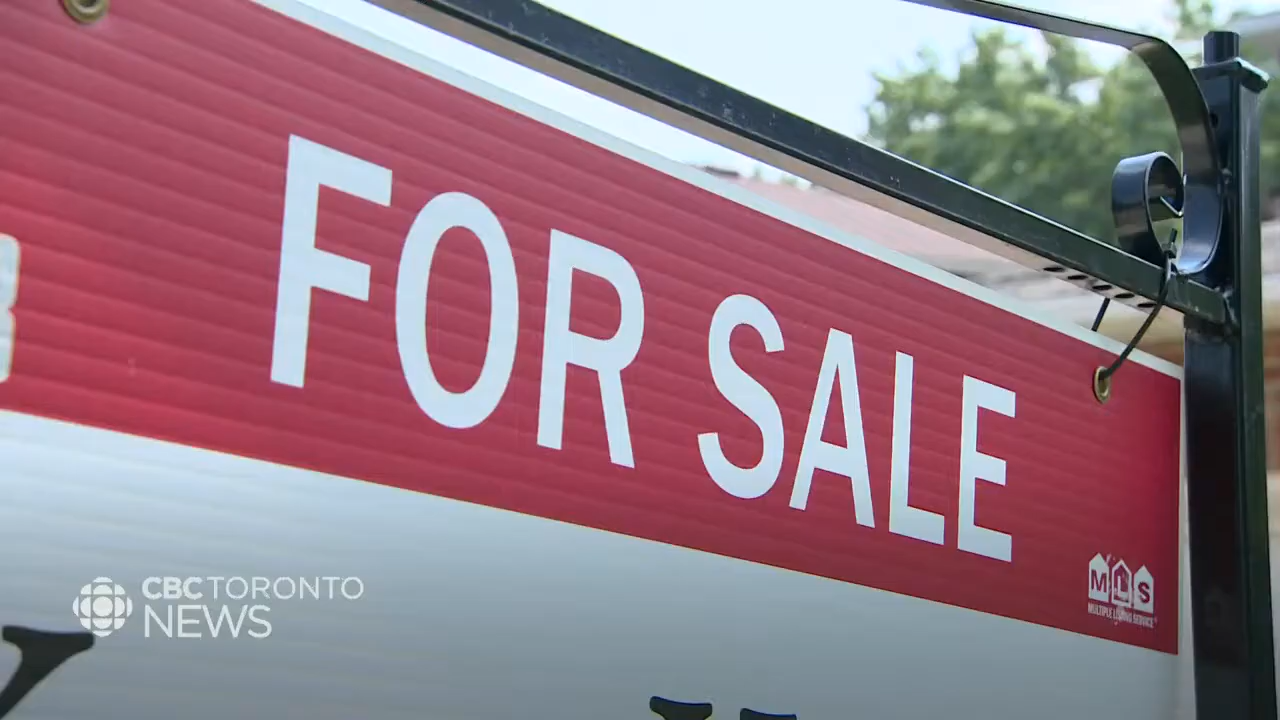 FOR SALE
MLS
MULTIPLE LISTING SERVICE®
CBC TORONTO
NEWS